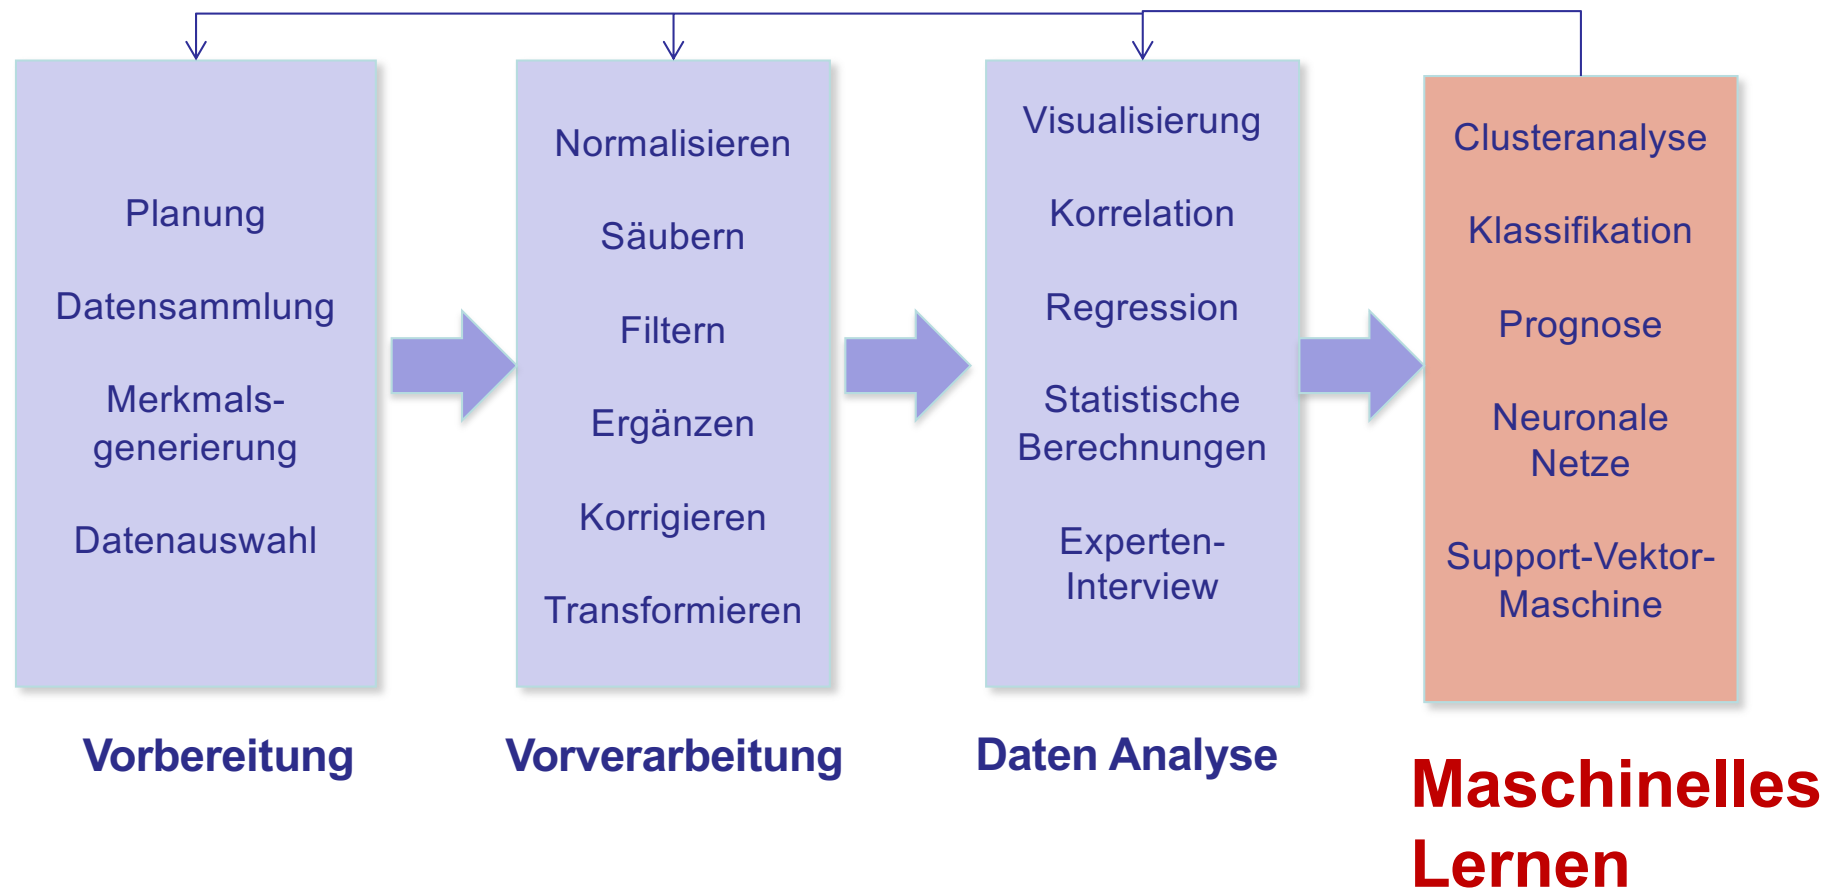 Planung
Datensammlung
Merkmals-
generierung
Datenauswahl
Vorbereitung
Normalisieren
Säubern
Filtern
Ergänzen
Korrigieren
Transformieren
Vorverarbeitung
Visualisierung
Korrelation
Regression
Statistische
Berechnungen
Experten-
Interview
Daten Analyse
Clusteranalyse
Klassifikation
Prognose
Neuronale
Netze
Support-Vektor-
Maschine
Maschinelles
Lernen